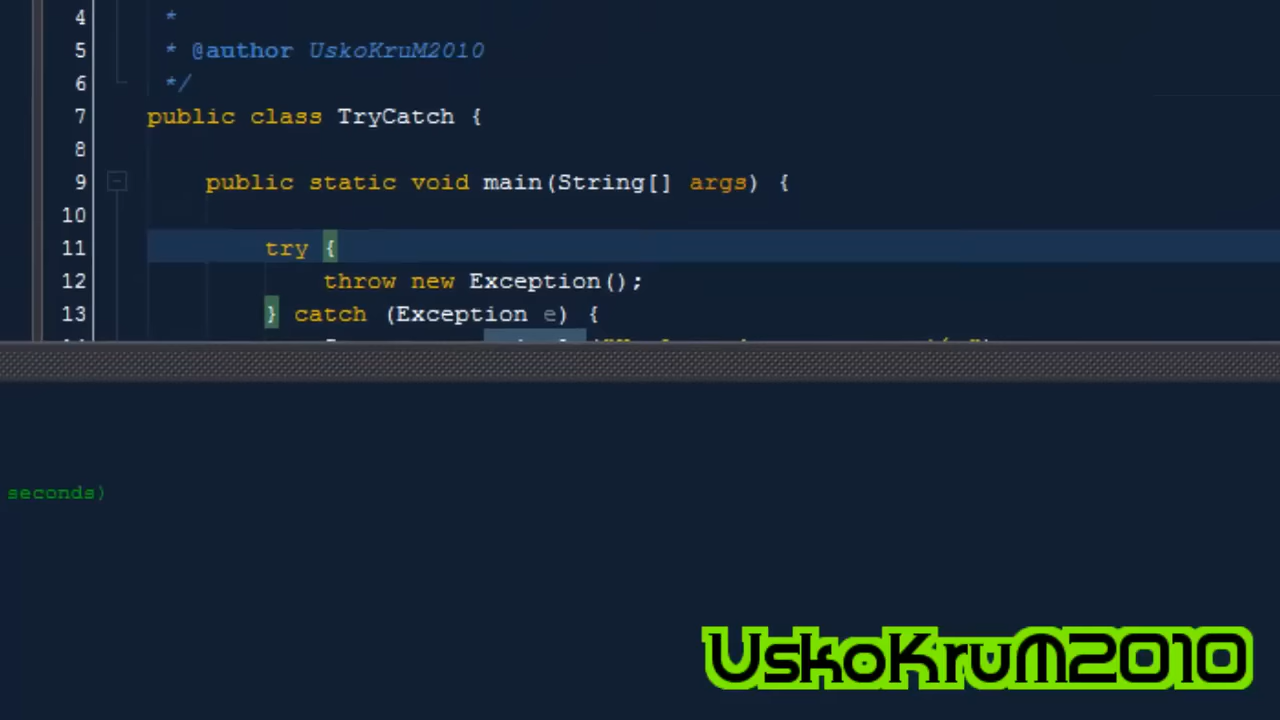 4 *
5 * @author UskoKruM2010
6 */
7 public class TryCatch {
8
9 public static void main(String[] args) {
10
11 try {
12 throw new Exception();
13 } catch (Exception e) {
seconds)
UskoKruM2010